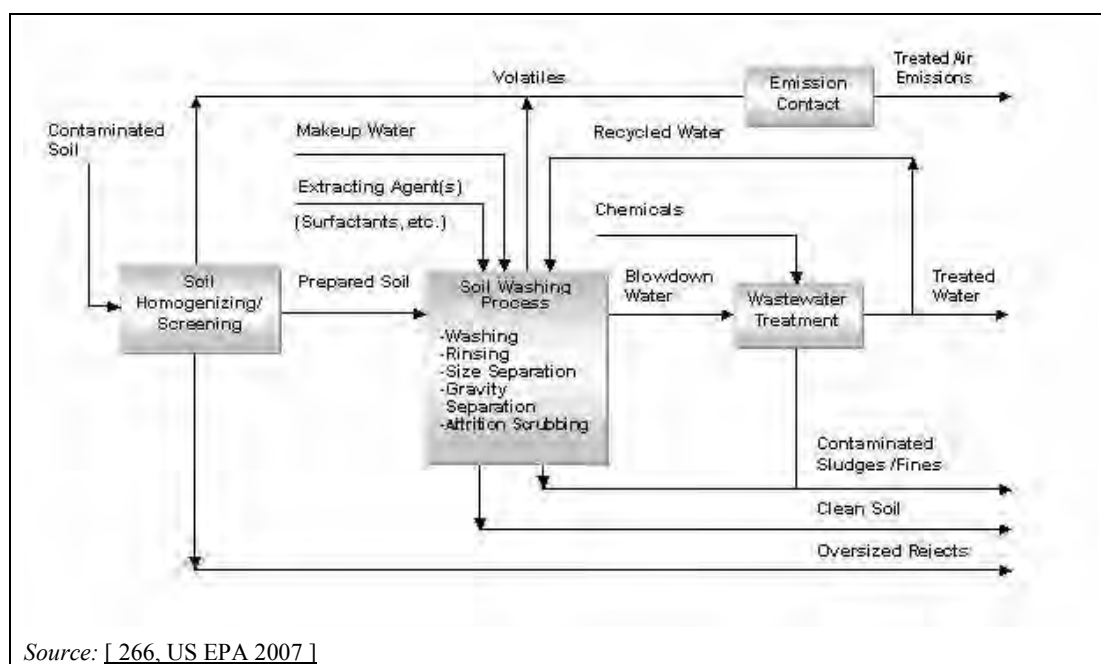 Volatiles
Emission
Contact
Treated Air
Emissions
Contaminated
Soil
Makeup Water
Recycled Water
Extracting Agent(s)
(Surfactants, etc.)
Chemicals
Soil
Homogenizing/
Screening
Prepared Soil
Soil Washing
Process
-Washing
-Rinsing
-Size Separation
-Gravity
Separation
-Attrition Scrubbing
Blowdown
Water
Wastewater
Treatment
Treated
Water
Contaminated
Sludges /Fines
Clean Soil
Oversized Rejects
Source: [ 266, US EPA 2007 ]